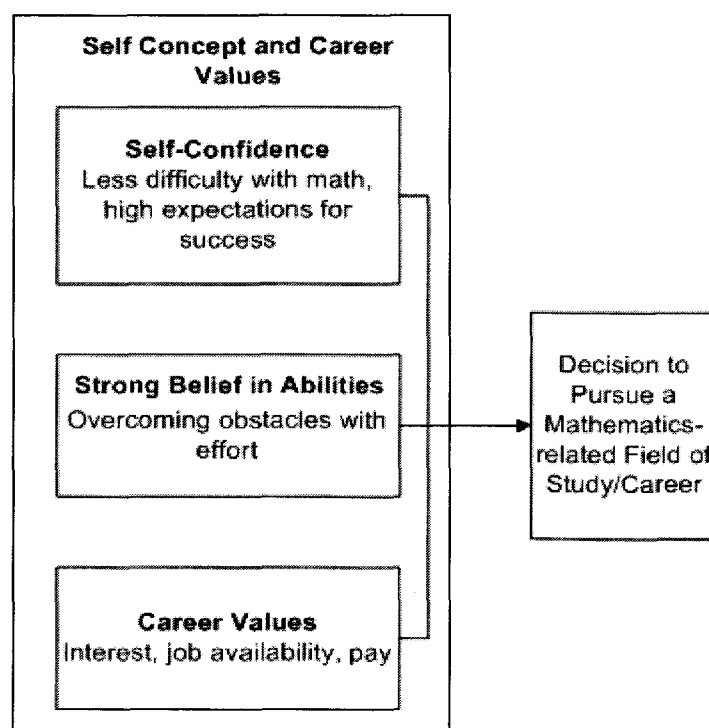 Self Concept and Career
Values
Self-Confidence
Less difficulty with math,
high expectations for
success
Strong Belief in Abilities
Overcoming obstacles with
effort
Career Values
Interest, job availability, pay
Decision to
Pursue a
Mathematics-
related Field of
Study/Career